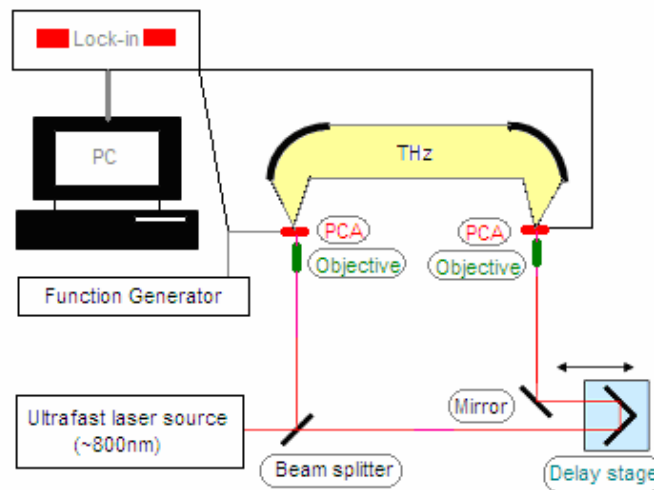 Lock-in
PC
THz
PCA
PCA
Objective
Objective
Function Generator
Ultrafast laser source
(~800nm)
Mirror
Beam splitter
Delay stage